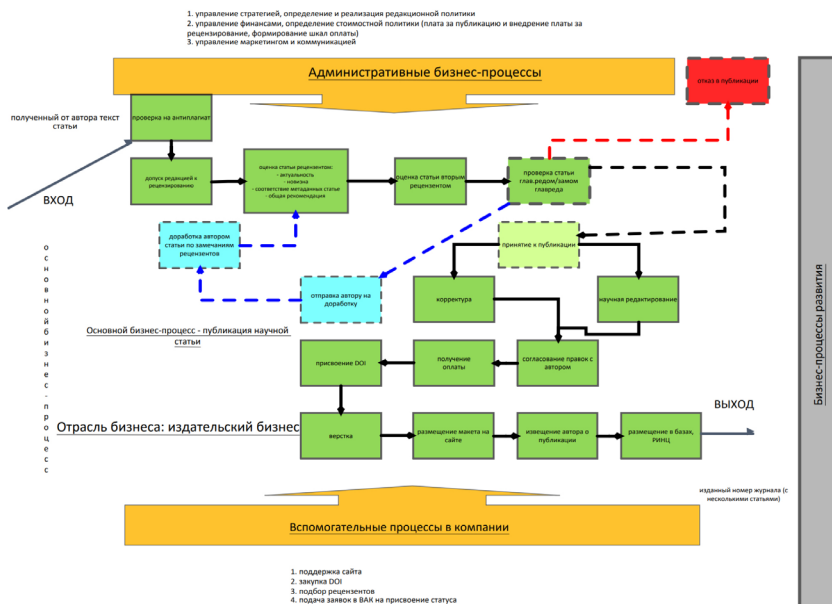 1. управление стратегией, определение и реализация редакционной политики
2. управление финансами, определение стоимостной политики (плата за публикацию и внедрение платы за
рецензирование, формирование шкал оплаты)
3. управление маркетингом и коммуникацией
Административные бизнес-процессы
отказ в публикации
полученный от автора текст
статьи
проверка на антиплагиат
ВХОД
допуск редакцией к
рецензированию
оценка статьи рецензентом:
- актуальность
- новизна
- соответствие метаданных статье
- общая рекомендация
оценка статьи вторым
рецензентом
проверка статьи
глав.редом/замом
главреда
доработка автором
статьи по замечаниям
рецензентов
принятие к публикации
отправка автору на
доработку
корректура
научная редактирование
Основной бизнес-процесс - публикация научной
статьи
присвоение DOI
получение
оплаты
согласование правок с
автором
Отрасль бизнеса: издательский бизнес
верстка
размещение макета на
сайте
извещение автора о
публикации
размещение в базах,
РИНЦ
ВЫХОД
изданный номер журнала (с
несколькими статьями)
основной бизнес-процесс
Бизнес-процессы развития
Вспомогательные процессы в компании
1. поддержка сайта
2. закупка DOI
3. подбор рецензентов
4. подача заявок в ВАК на присвоение статуса